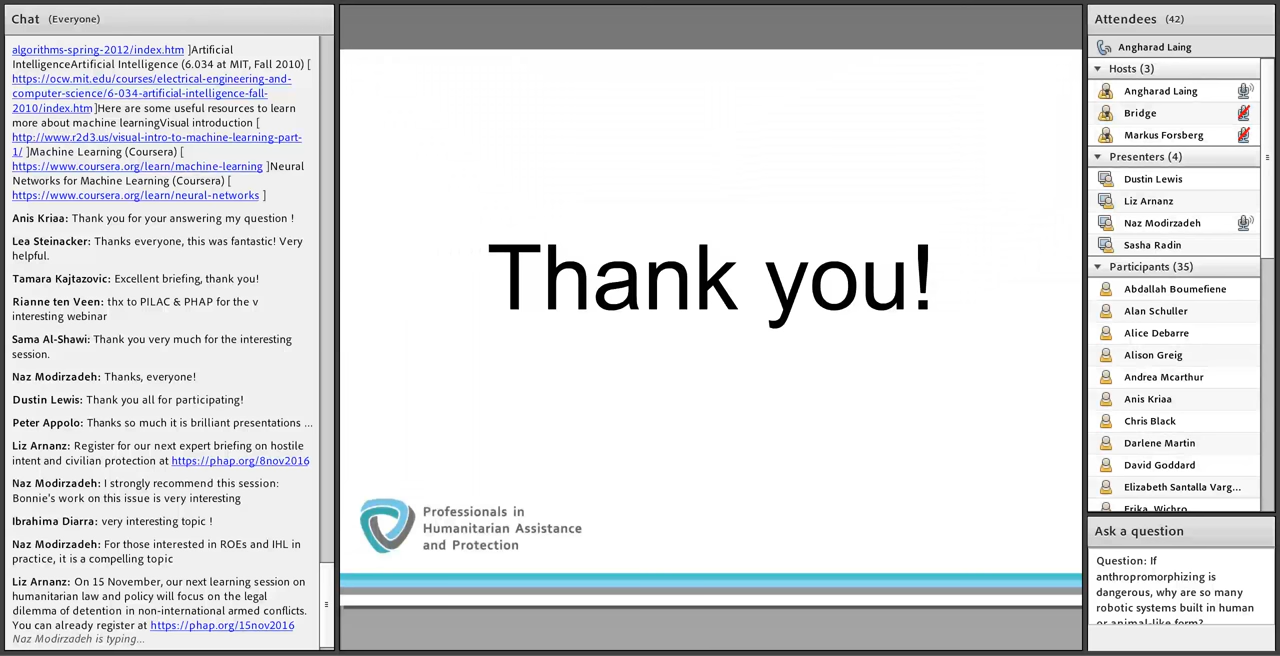 Chat (Everyone)
algorithms-spring-2012/index.htm ]Artificial
IntelligenceArtificial Intelligence (6.034 at MIT, Fall 2010) [
https://ocw.mit.edu/courses/electrical-engineering-and-
computer-science/6-034-artificial-intelligence-fall-
2010/index.htm ]Here are some useful resources to learn
more about machine learningVisual introduction [
http://www.r2d3.us/visual-intro-to-machine-learning-part-
1/ ]Machine Learning (Coursera) [
https://www.coursera.org/learn/machine-learning ]Neural
Networks for Machine Learning (Coursera) [
https://www.coursera.org/learn/neural-networks ]
Anis Kriaa: Thank you for your answering my question !
Lea Steinacker: Thanks everyone, this was fantastic! Very
helpful.
Tamara Kajtazovic: Excellent briefing, thank you!
Rianne ten Veen: thx to PILAC & PHAP for the v
interesting webinar
Sama Al-Shawi: Thank you very much for the interesting
session.
Naz Modirzadeh: Thanks, everyone!
Dustin Lewis: Thank you all for participating!
Peter Appolo: Thanks so much it is brilliant presentations ...
Liz Arnanz: Register for our next expert briefing on hostile
intent and civilian protection at https://phap.org/8nov2016
Naz Modirzadeh: I strongly recommend this session:
Bonnie's work on this issue is very interesting
Ibrahima Diarra: very interesting topic !
Naz Modirzadeh: For those interested in ROEs and IHL in
practice, it is a compelling topic
Liz Arnanz: On 15 November, our next learning session on
humanitarian law and policy will focus on the legal
dilemma of detention in non-international armed conflicts.
You can already register at https://phap.org/15nov2016
Naz Modirzadeh is typing...
Thank you!
Professionals in
Humanitarian Assistance
and Protection
Attendees (42)
Angharad Laing
Hosts (3)
Angharad Laing
Bridge
Markus Forsberg
Presenters (4)
Dustin Lewis
Liz Arnanz
Naz Modirzadeh
Sasha Radin
Participants (35)
Abdallah Boumefiene
Alan Schuller
Alice Debarre
Alison Greig
Andrea Mcarthur
Anis Kriaa
Chris Black
Darlene Martin
David Goddard
Elizabeth Santalla Varg...
Erika Wichro
Ask a question
Question: If
anthropromorphizing is
dangerous, why are so many
robotic systems built in human
or animal-like form?